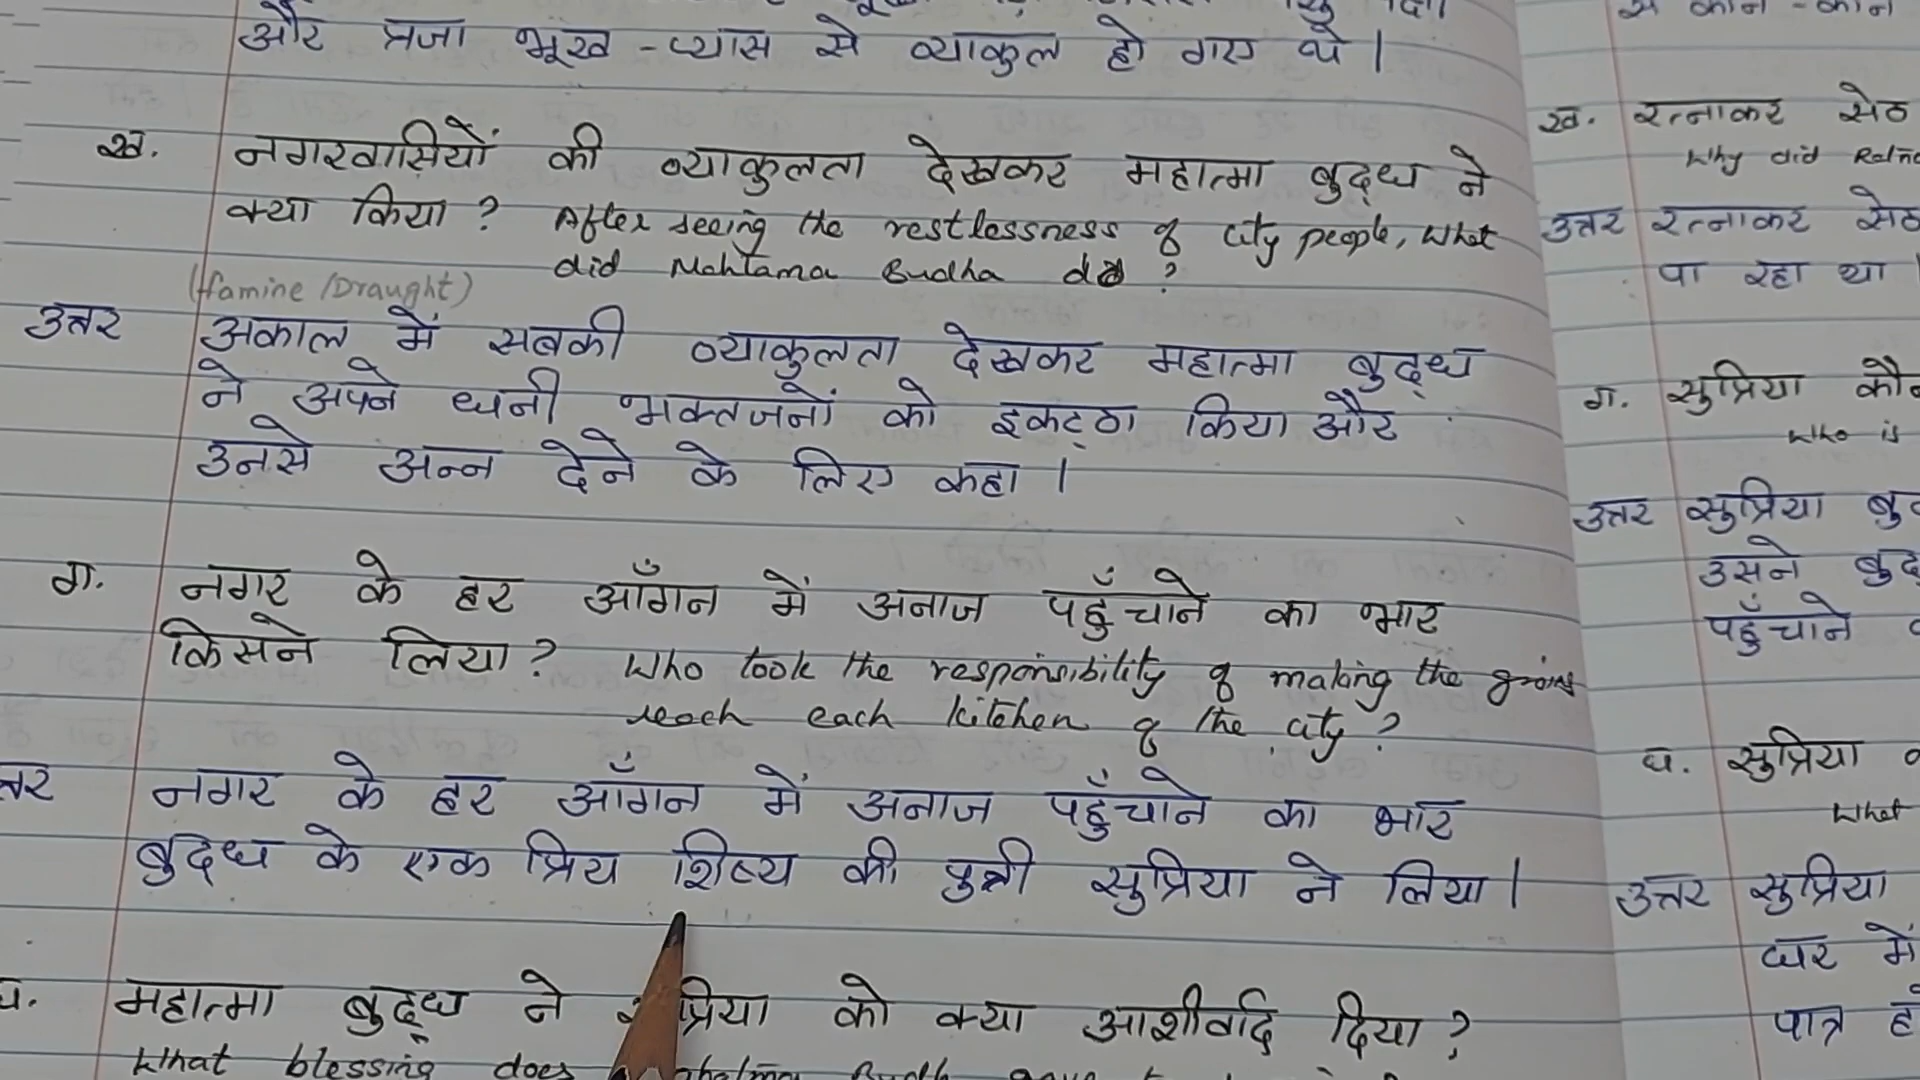 और प्रजा भूख-प्यास से व्याकुल हो गए थे।
ख. नगरवासियों की व्याकुलता देखकर महात्मा बुद्ध ने
क्या किया? After seeing the restlessness of city people, what
did Mahtama Budha do?
(famine/Draught)
उत्तर अकाल में सबकी व्याकुलता देखकर महात्मा बुद्ध
ने अपने धनी भक्तजनों को इकट्ठा किया और
उनसे अन्न देने के लिए कहा।
ग. नगर के हर आँगन में अनाज पहुँचाने का भार
किसने लिया? Who took the responsibility of making the grains
reach each kitchen of the city?
त्तर नगर के हर आँगन में अनाज पहुँचाने का भार
बुद्ध के एक प्रिय शिष्य की पुत्री सुप्रिया ने लिया।
घ. महात्मा बुद्ध ने प्रिया को क्या आशीर्वाद दिया?
What blessing does
से कौन-कौन
ख. रत्नाकर सेठ
Why did
उत्तर रत्नाकर सेठ
पा रहा था
ग. सुप्रिया
Who is
उत्तर सुप्रिया
उसने
पहुँचाने
घ. सुप्रिया
What
उत्तर सुप्रिया
घर में
पात्र